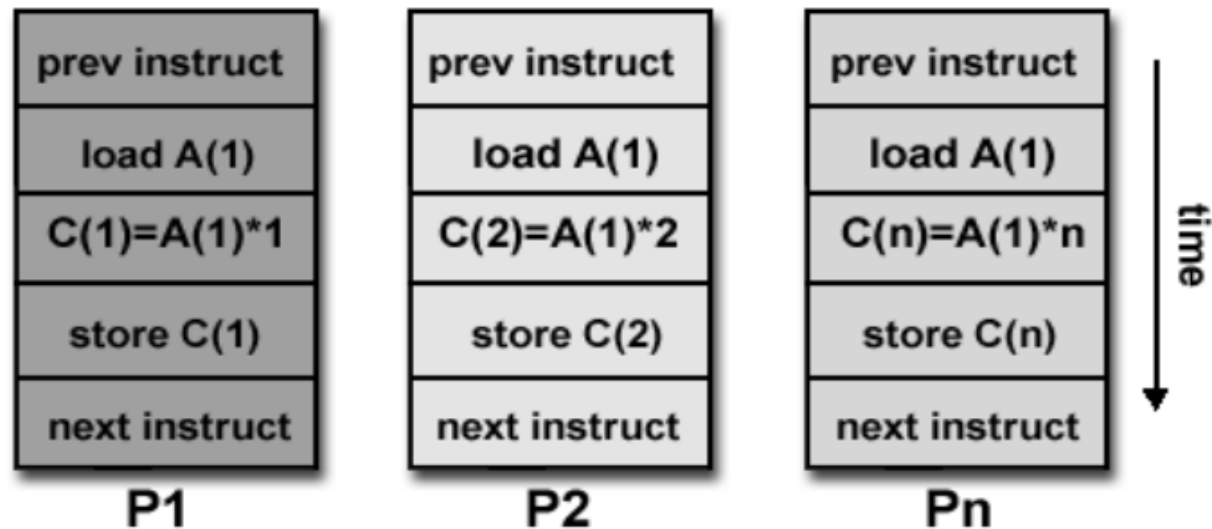 prev instruct
load A(1)
C(1)=A(1)*1
store C(1)
next instruct
P1
prev instruct
load A(1)
C(2)=A(1)*2
store C(2)
next instruct
P2
prev instruct
load A(1)
C(n)=A(1)*n
store C(n)
next instruct
Pn
time